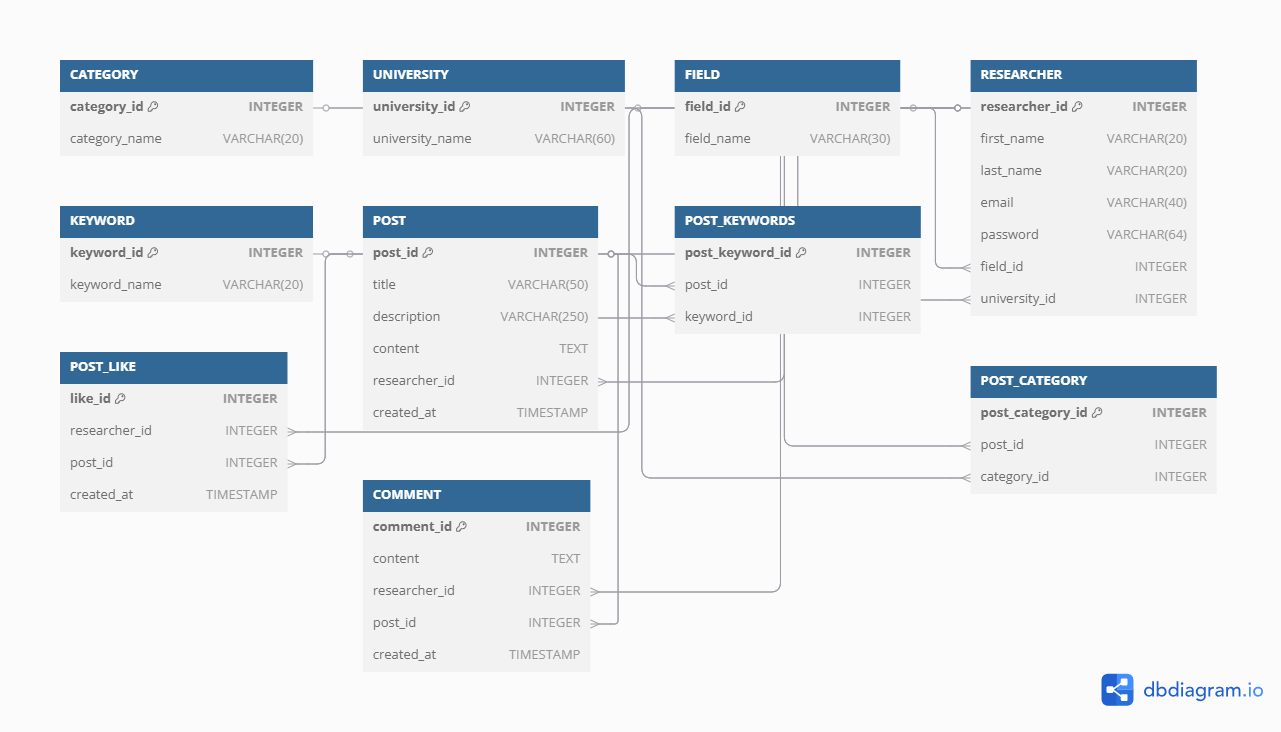 CATEGORY
category_id INTEGER
category_name VARCHAR(20)
UNIVERSITY
university_id INTEGER
university_name VARCHAR(60)
FIELD
field_id INTEGER
field_name VARCHAR(30)
RESEARCHER
researcher_id INTEGER
first_name VARCHAR(20)
last_name VARCHAR(20)
email VARCHAR(40)
password VARCHAR(64)
field_id INTEGER
university_id INTEGER
KEYWORD
keyword_id INTEGER
keyword_name VARCHAR(20)
POST
post_id INTEGER
title VARCHAR(50)
description VARCHAR(250)
content TEXT
researcher_id INTEGER
created_at TIMESTAMP
POST_KEYWORDS
post_keyword_id INTEGER
post_id INTEGER
keyword_id INTEGER
POST_LIKE
like_id INTEGER
researcher_id INTEGER
post_id INTEGER
created_at TIMESTAMP
POST_CATEGORY
post_category_id INTEGER
post_id INTEGER
category_id INTEGER
COMMENT
comment_id INTEGER
content TEXT
researcher_id INTEGER
post_id INTEGER
created_at TIMESTAMP
dbdiagram.io